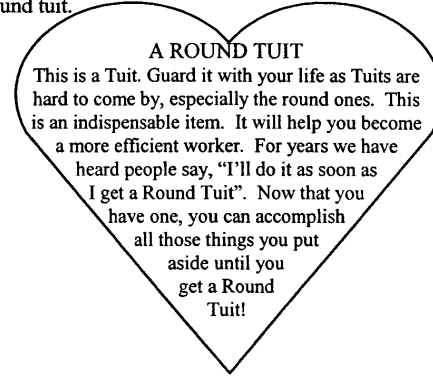 und tuit.
A ROUND TUIT
This is a Tuit. Guard it with your life as Tuits are
hard to come by, especially the round ones. This
is an indispensable item. It will help you become
a more efficient worker. For years we have
heard people say, “I’ll do it as soon as
I get a Round Tuit”. Now that you
have one, you can accomplish
all those things you put
aside until you
get a Round
Tuit!